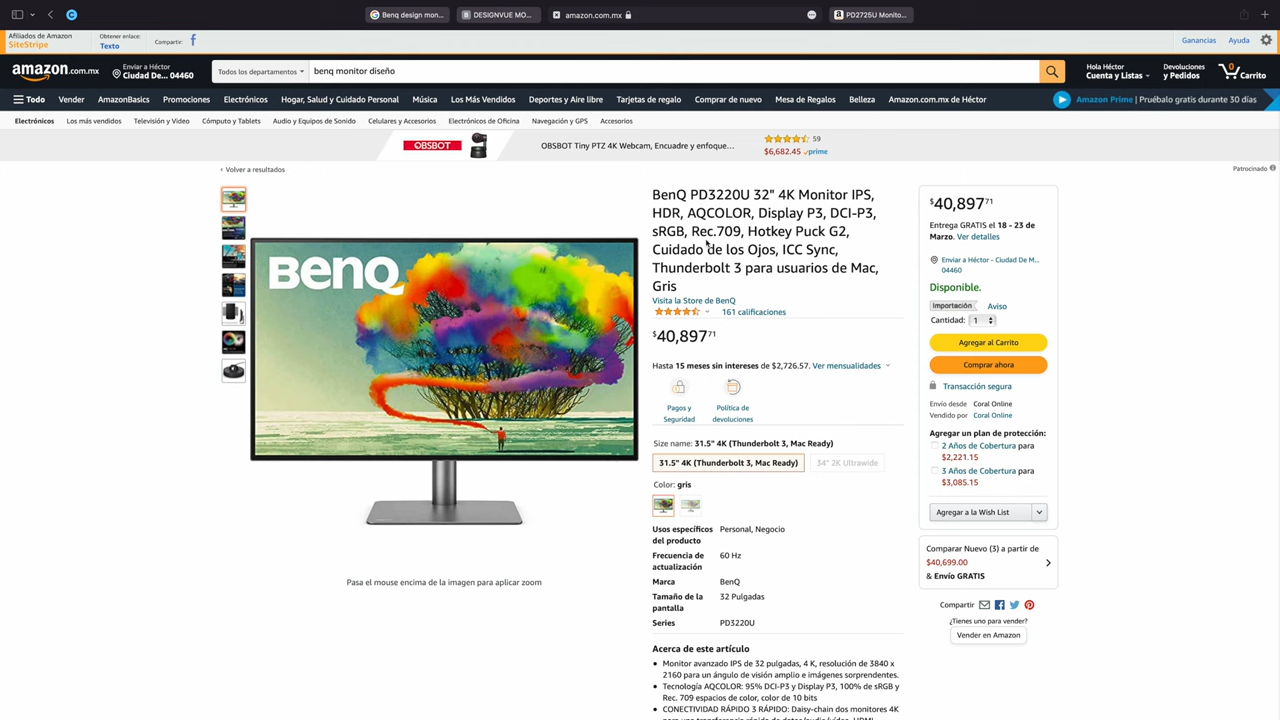 Benq design mon...
DESIGNVUE MO...
amazon.com.mx
PD2725U Monito...
Afiliados de Amazon
SiteStripe
Obtener enlace:
Texto
Compartir:
Ganancias
Ayuda
amazon.com.mx
Enviar a Héctor
Ciudad De... 04460
Todos los departamentos
benq monitor diseño
Hola Héctor
Cuenta y Listas
Devoluciones
y Pedidos
0
Carrito
Todo
Vender
AmazonBasics
Promociones
Electrónicos
Hogar, Salud y Cuidado Personal
Música
Los Más Vendidos
Deportes y Aire libre
Tarjetas de regalo
Comprar de nuevo
Mesa de Regalos
Belleza
Amazon.com.mx de Héctor
Amazon Prime | Pruébalo gratis durante 30 días
Electrónicos
Los más vendidos
Televisión y Video
Cómputo y Tablets
Audio y Equipos de Sonido
Celulares y Accesorios
Electrónicos de Oficina
Navegación y GPS
Accesorios
OBSBOT
OBSBOT Tiny PTZ 4K Webcam, Encuadre y enfoque...
59
$6,682.45 prime
‹ Volver a resultados
Patrocinado
BenQ
Pasa el mouse encima de la imagen para aplicar zoom
BenQ PD3220U 32" 4K Monitor IPS,
HDR, AQCOLOR, Display P3, DCI-P3,
sRGB, Rec.709, Hotkey Puck G2,
Cuidado de los Ojos, ICC Sync,
Thunderbolt 3 para usuarios de Mac,
Gris
Visita la Store de BenQ
161 calificaciones
$40,897.71
Hasta 15 meses sin intereses de $2,726.57. Ver mensualidades
Pagos y
Seguridad
Política de
devoluciones
Size name: 31.5" 4K (Thunderbolt 3, Mac Ready)
31.5" 4K (Thunderbolt 3, Mac Ready)
34" 2K Ultrawide
Color: gris
Usos específicos
del producto
Personal, Negocio
Frecuencia de
actualización
60 Hz
Marca
BenQ
Tamaño de la
pantalla
32 Pulgadas
Series
PD3220U
Acerca de este artículo
• Monitor avanzado IPS de 32 pulgadas, 4 K, resolución de 3840 x
2160 para un ángulo de visión amplio e imágenes sorprendentes.
• Tecnología AQCOLOR: 95% DCI-P3 y Display P3, 100% de sRGB y
Rec. 709 espacios de color, color de 10 bits
• CONECTIVIDAD RÁPIDO 3 RÁPIDO: Daisy-chain dos monitores 4K
$40,897.71
Entrega GRATIS el 18 - 23 de
Marzo. Ver detalles
Enviar a Héctor - Ciudad De M...
04460
Disponible.
Importación
Aviso
Cantidad: 1
Agregar al Carrito
Comprar ahora
Transacción segura
Envío desde
Coral Online
Vendido por
Coral Online
Agregar un plan de protección:
2 Años de Cobertura para
$2,221.15
3 Años de Cobertura para
$3,085.15
Agregar a la Wish List
Comparar Nuevo (3) a partir de
$40,699.00
& Envío GRATIS
Compartir
¿Tienes uno para vender?
Vender en Amazon